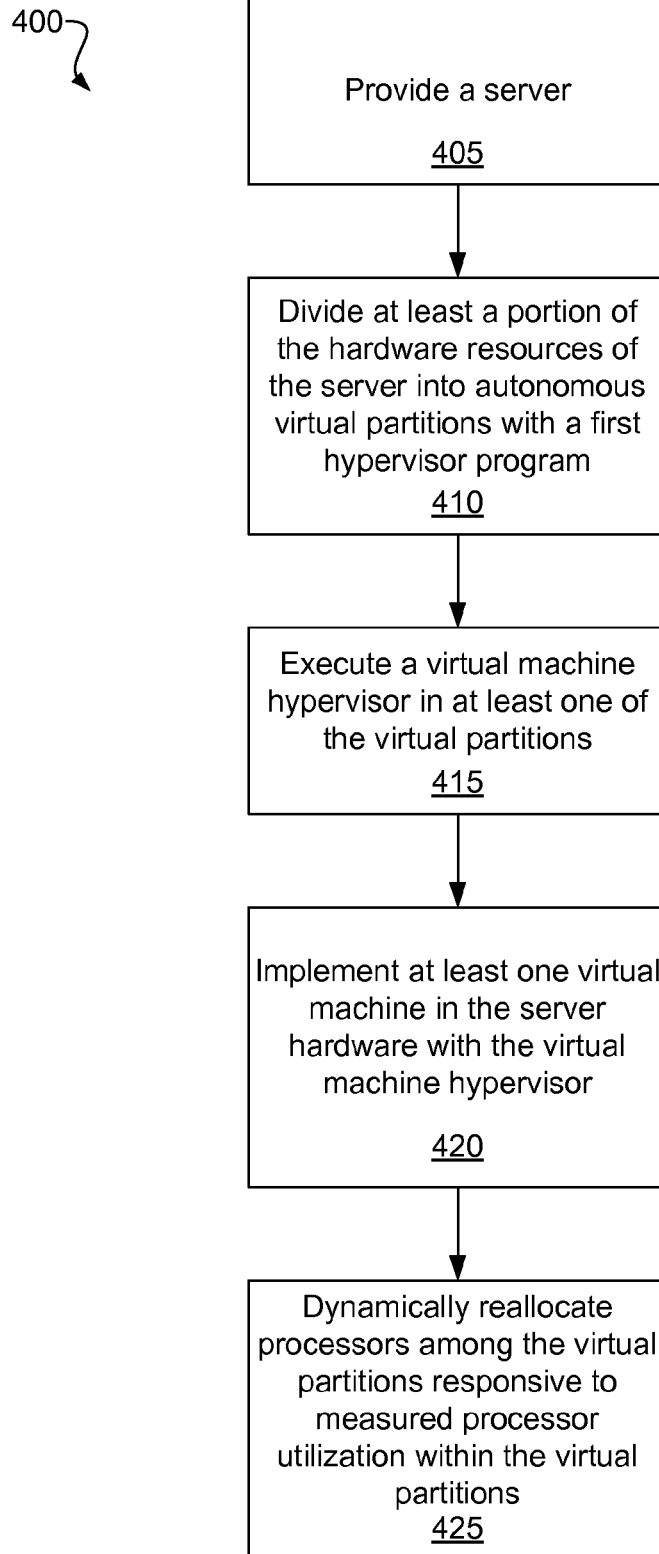 400
Provide a server
405
Divide at least a portion of
the hardware resources of
the server into autonomous
virtual partitions with a first
hypervisor program
410
Execute a virtual machine
hypervisor in at least one of
the virtual partitions
415
Implement at least one virtual
machine in the server
hardware with the virtual
machine hypervisor
420
Dynamically reallocate
processors among the virtual
partitions responsive to
measured processor
utilization within the virtual
partitions
425